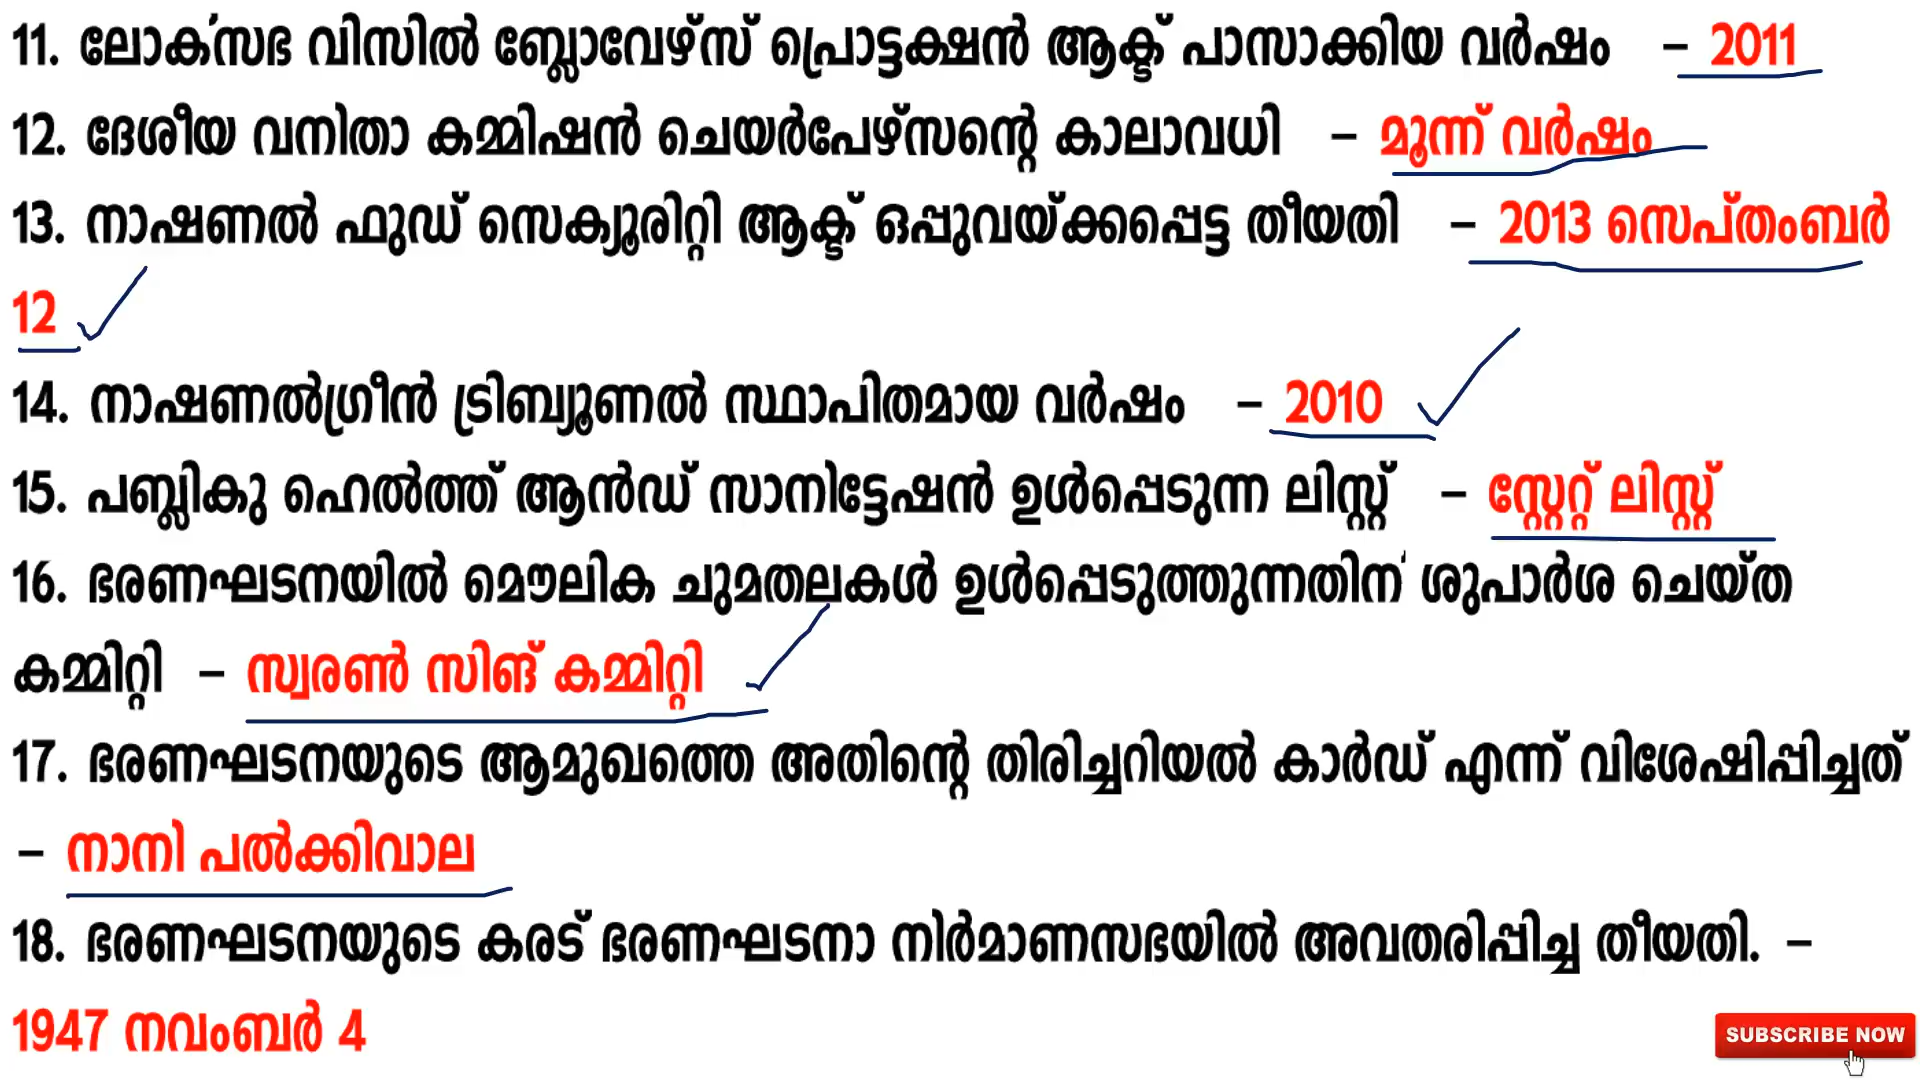 11. ലോക്സഭ വിസിൽ ബ്ലോവേഴ്സ് പ്രൊട്ടക്ഷൻ ആക്ട് പാസാക്കിയ വർഷം – 2011
12. ദേശീയ വനിതാ കമ്മിഷൻ ചെയർപേഴ്സന്റെ കാലാവധി – മൂന്ന് വർഷം
13. നാഷണൽ ഫുഡ് സെക്യൂരിറ്റി ആക്ട് ഒപ്പുവയ്ക്കപ്പെട്ട തീയതി – 2013 സെപ്തംബർ
12
14. നാഷണൽഗ്രീൻ ട്രിബ്യൂണൽ സ്ഥാപിതമായ വർഷം – 2010
15. പബ്ലികു ഹെൽത്ത് ആൻഡ് സാനിട്ടേഷൻ ഉൾപ്പെടുന്ന ലിസ്റ്റ് – സ്റ്റേറ്റ് ലിസ്റ്റ്
16. ഭരണഘടനയിൽ മൌലിക ചുമതലകൾ ഉൾപ്പെടുത്തുന്നതിന് ശുപാർശ ചെയ്ത
കമ്മിറ്റി – സ്വരൺ സിങ് കമ്മിറ്റി
17. ഭരണഘടനയുടെ ആമുഖത്തെ അതിന്റെ തിരിച്ചറിയൽ കാർഡ് എന്ന് വിശേഷിപ്പിച്ചത്
– നാനി പൽക്കിവാല
18. ഭരണഘടനയുടെ കരട് ഭരണഘടനാ നിർമാണസഭയിൽ അവതരിപ്പിച്ച തീയതി. –
1947 നവംബർ 4
SUBSCRIBE NOW